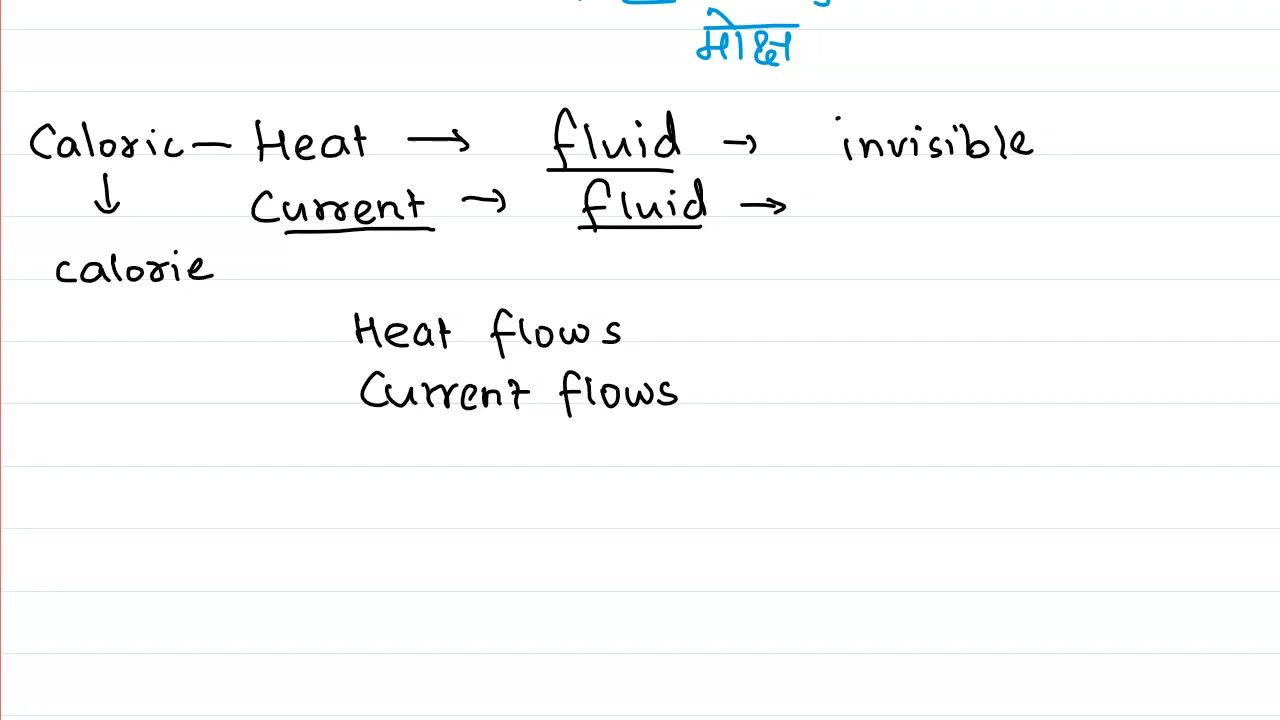 मोक्ष
Caloric – Heat → fluid → invisible
↓ Current → fluid →
calorie
Heat flows
Current flows